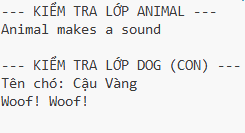 --- KIỂM TRA LỚP ANIMAL ---
Animal makes a sound
--- KIỂM TRA LỚP DOG (CON) ---
Tên chó: Cậu Vàng
Woof! Woof!